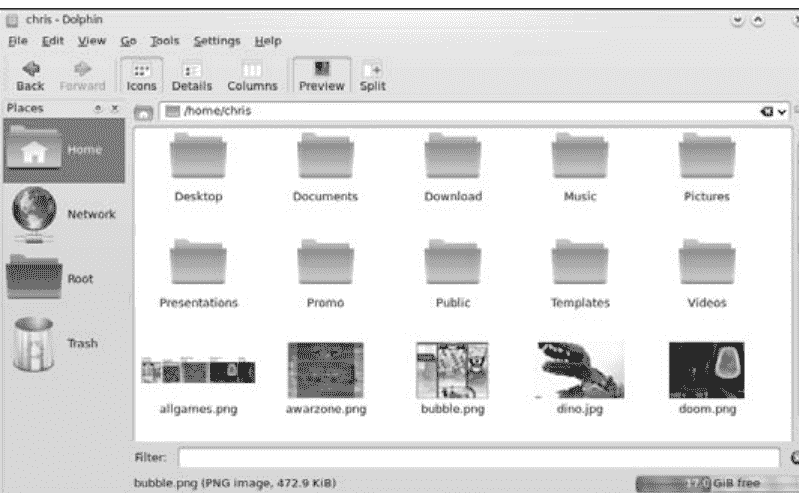 chris - Dolphin
File Edit View Go Tools Settings Help
Back Forward Icons Details Columns Preview Split
Places
/home/chris
Home
Network
Root
Trash
Desktop Documents Download Music Pictures
Presentations Promo Public Templates Videos
allgames.png awarzone.png bubble.png dino.jpg doom.png
Filter:
bubble.png (PNG image, 472.9 KiB)
17.0 GiB free